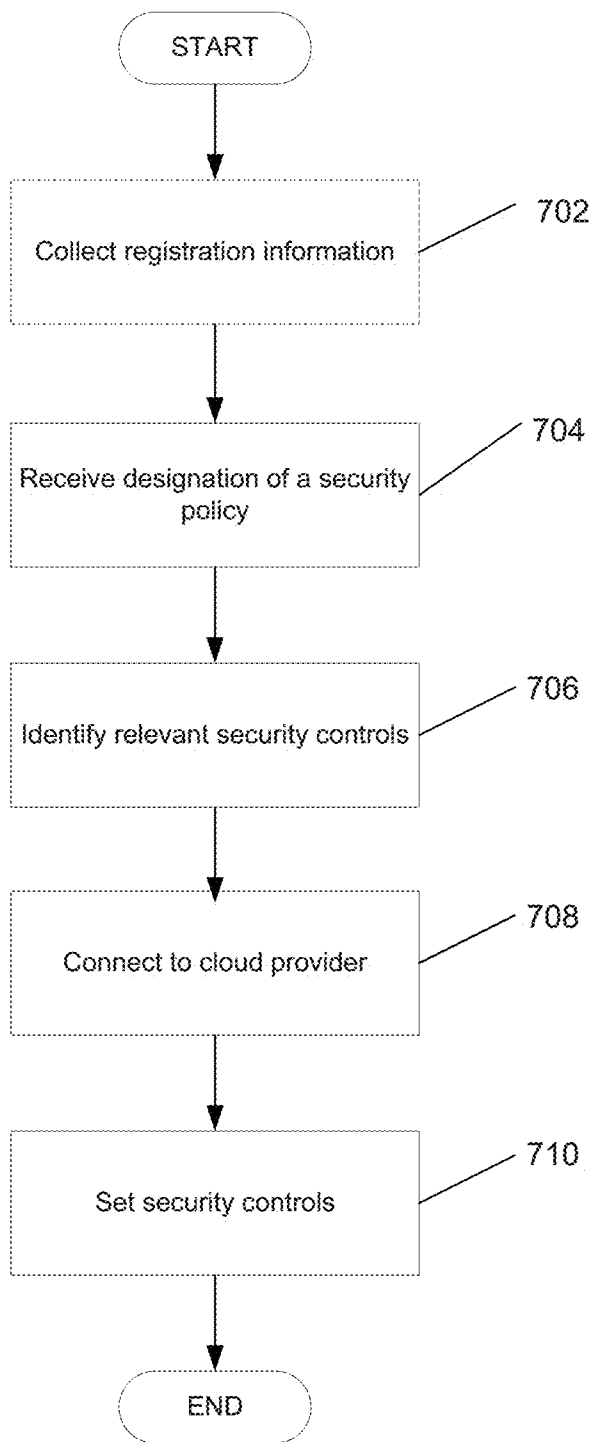 START
Collect registration information
702
Receive designation of a security
policy
704
Identify relevant security controls
706
Connect to cloud provider
708
Set security controls
710
END